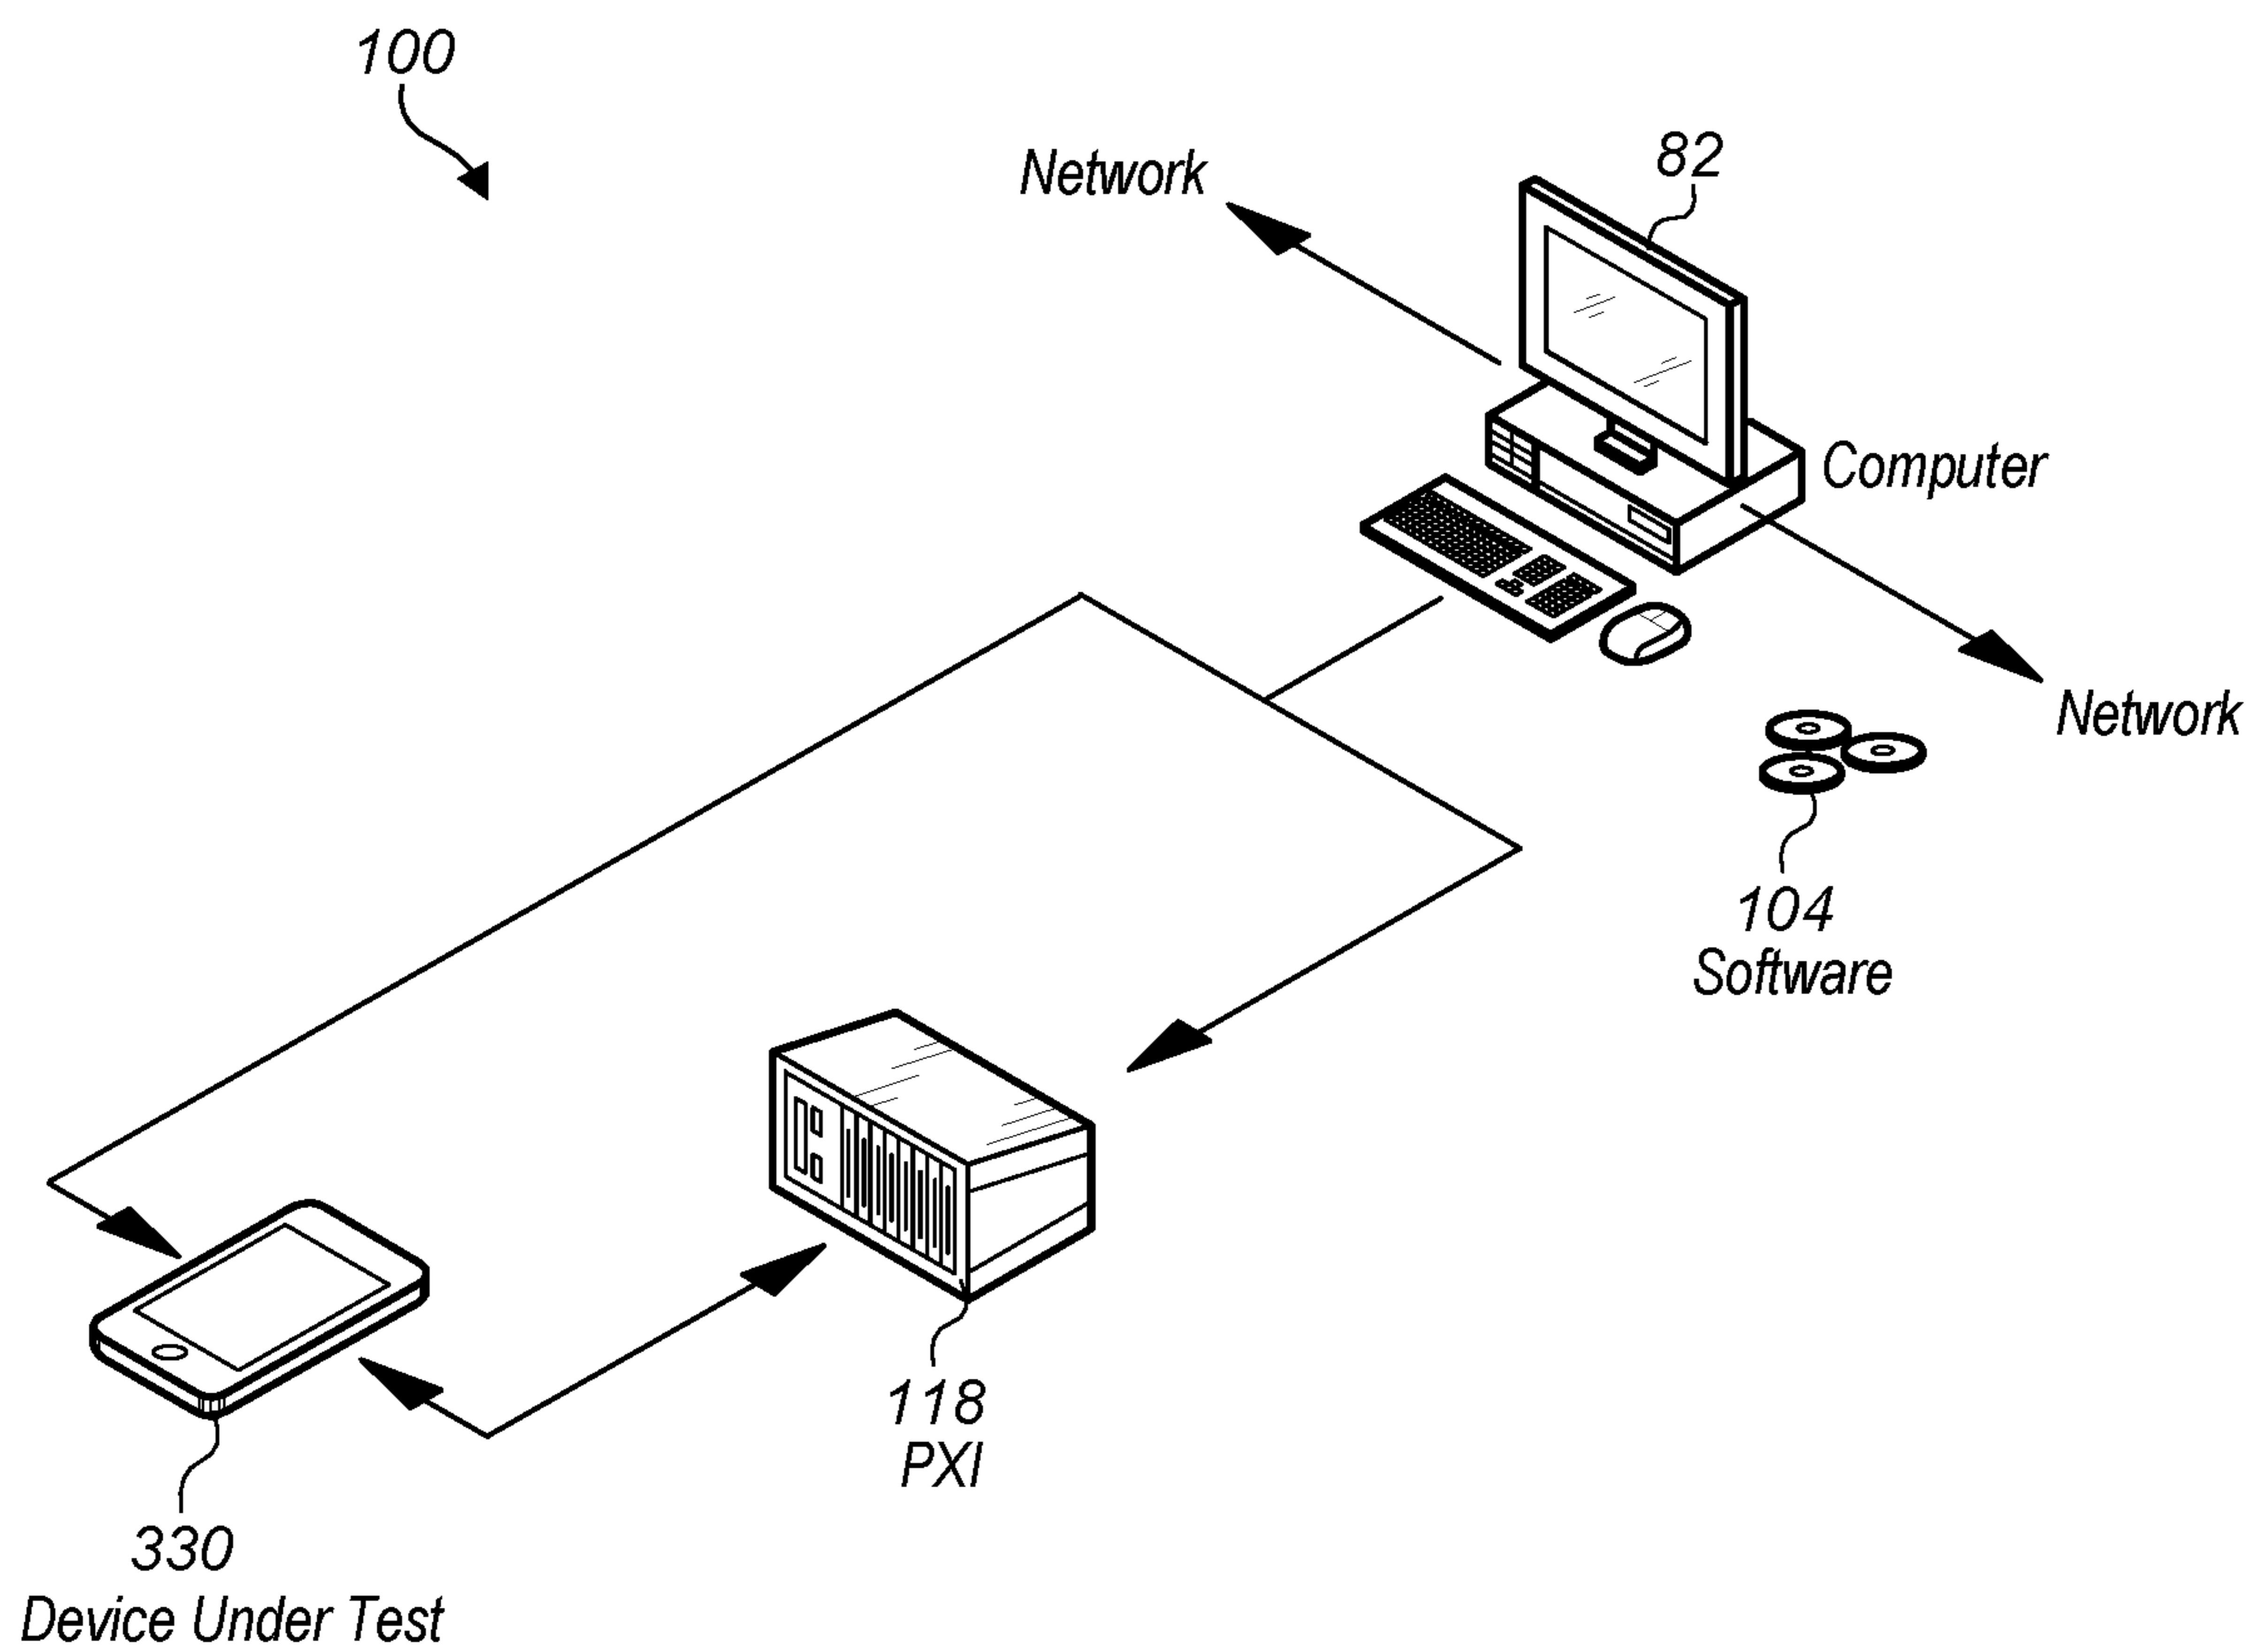 100
Network
82
Computer
Network
104
Software
118
PXI
330
Device Under Test